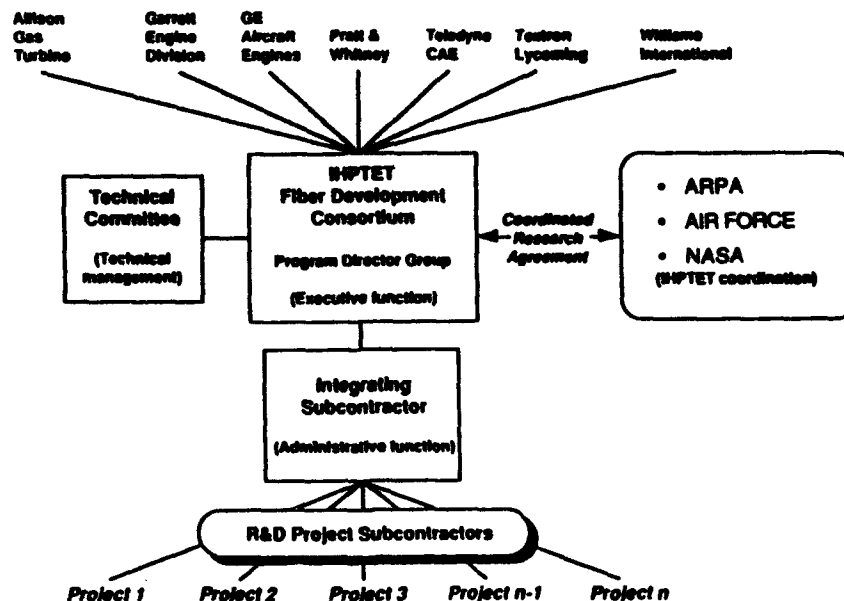 Allison
Gas
Turbine
Garrett
Engine
Division
GE
Aircraft
Engines
Pratt &
Whitney
Teledyne
CAE
Textron
Lycoming
Williams
International
Technical
Committee
(Technical
management)
IHPTET
Fiber Development
Consortium
Program Director Group
(Executive function)
Coordinated
Research
Agreement
• ARPA
• AIR FORCE
• NASA
(IHPTET coordination)
Integrating
Subcontractor
(Administrative function)
R&D Project Subcontractors
Project 1
Project 2
Project 3
Project n-1
Project n